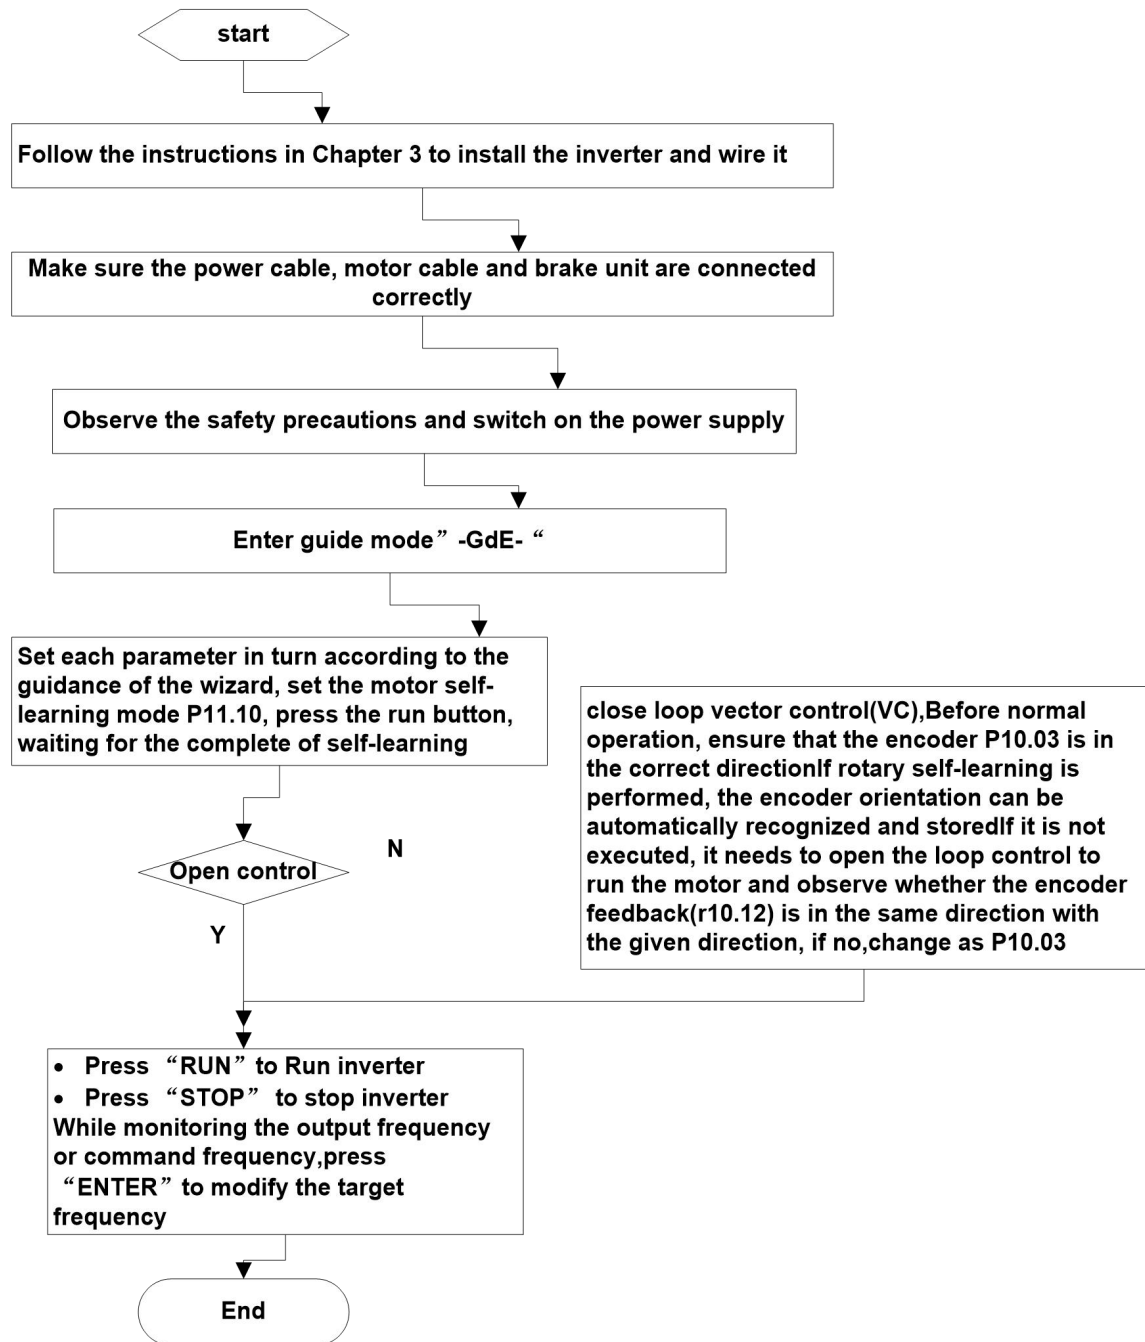 start
Follow the instructions in Chapter 3 to install the inverter and wire it
Make sure the power cable, motor cable and brake unit are connected
correctly
Observe the safety precautions and switch on the power supply
Enter guide mode” -GdE- “
Set each parameter in turn according to the
guidance of the wizard, set the motor self-
learning mode P11.10, press the run button,
waiting for the complete of self-learning
Open control
N
Y
close loop vector control(VC),Before normal
operation, ensure that the encoder P10.03 is in
the correct directionIf rotary self-learning is
performed, the encoder orientation can be
automatically recognized and storedIf it is not
executed, it needs to open the loop control to
run the motor and observe whether the encoder
feedback(r10.12) is in the same direction with
the given direction, if no,change as P10.03
• Press “RUN” to Run inverter
• Press “STOP” to stop inverter
While monitoring the output frequency
or command frequency,press
“ENTER” to modify the target
frequency
End